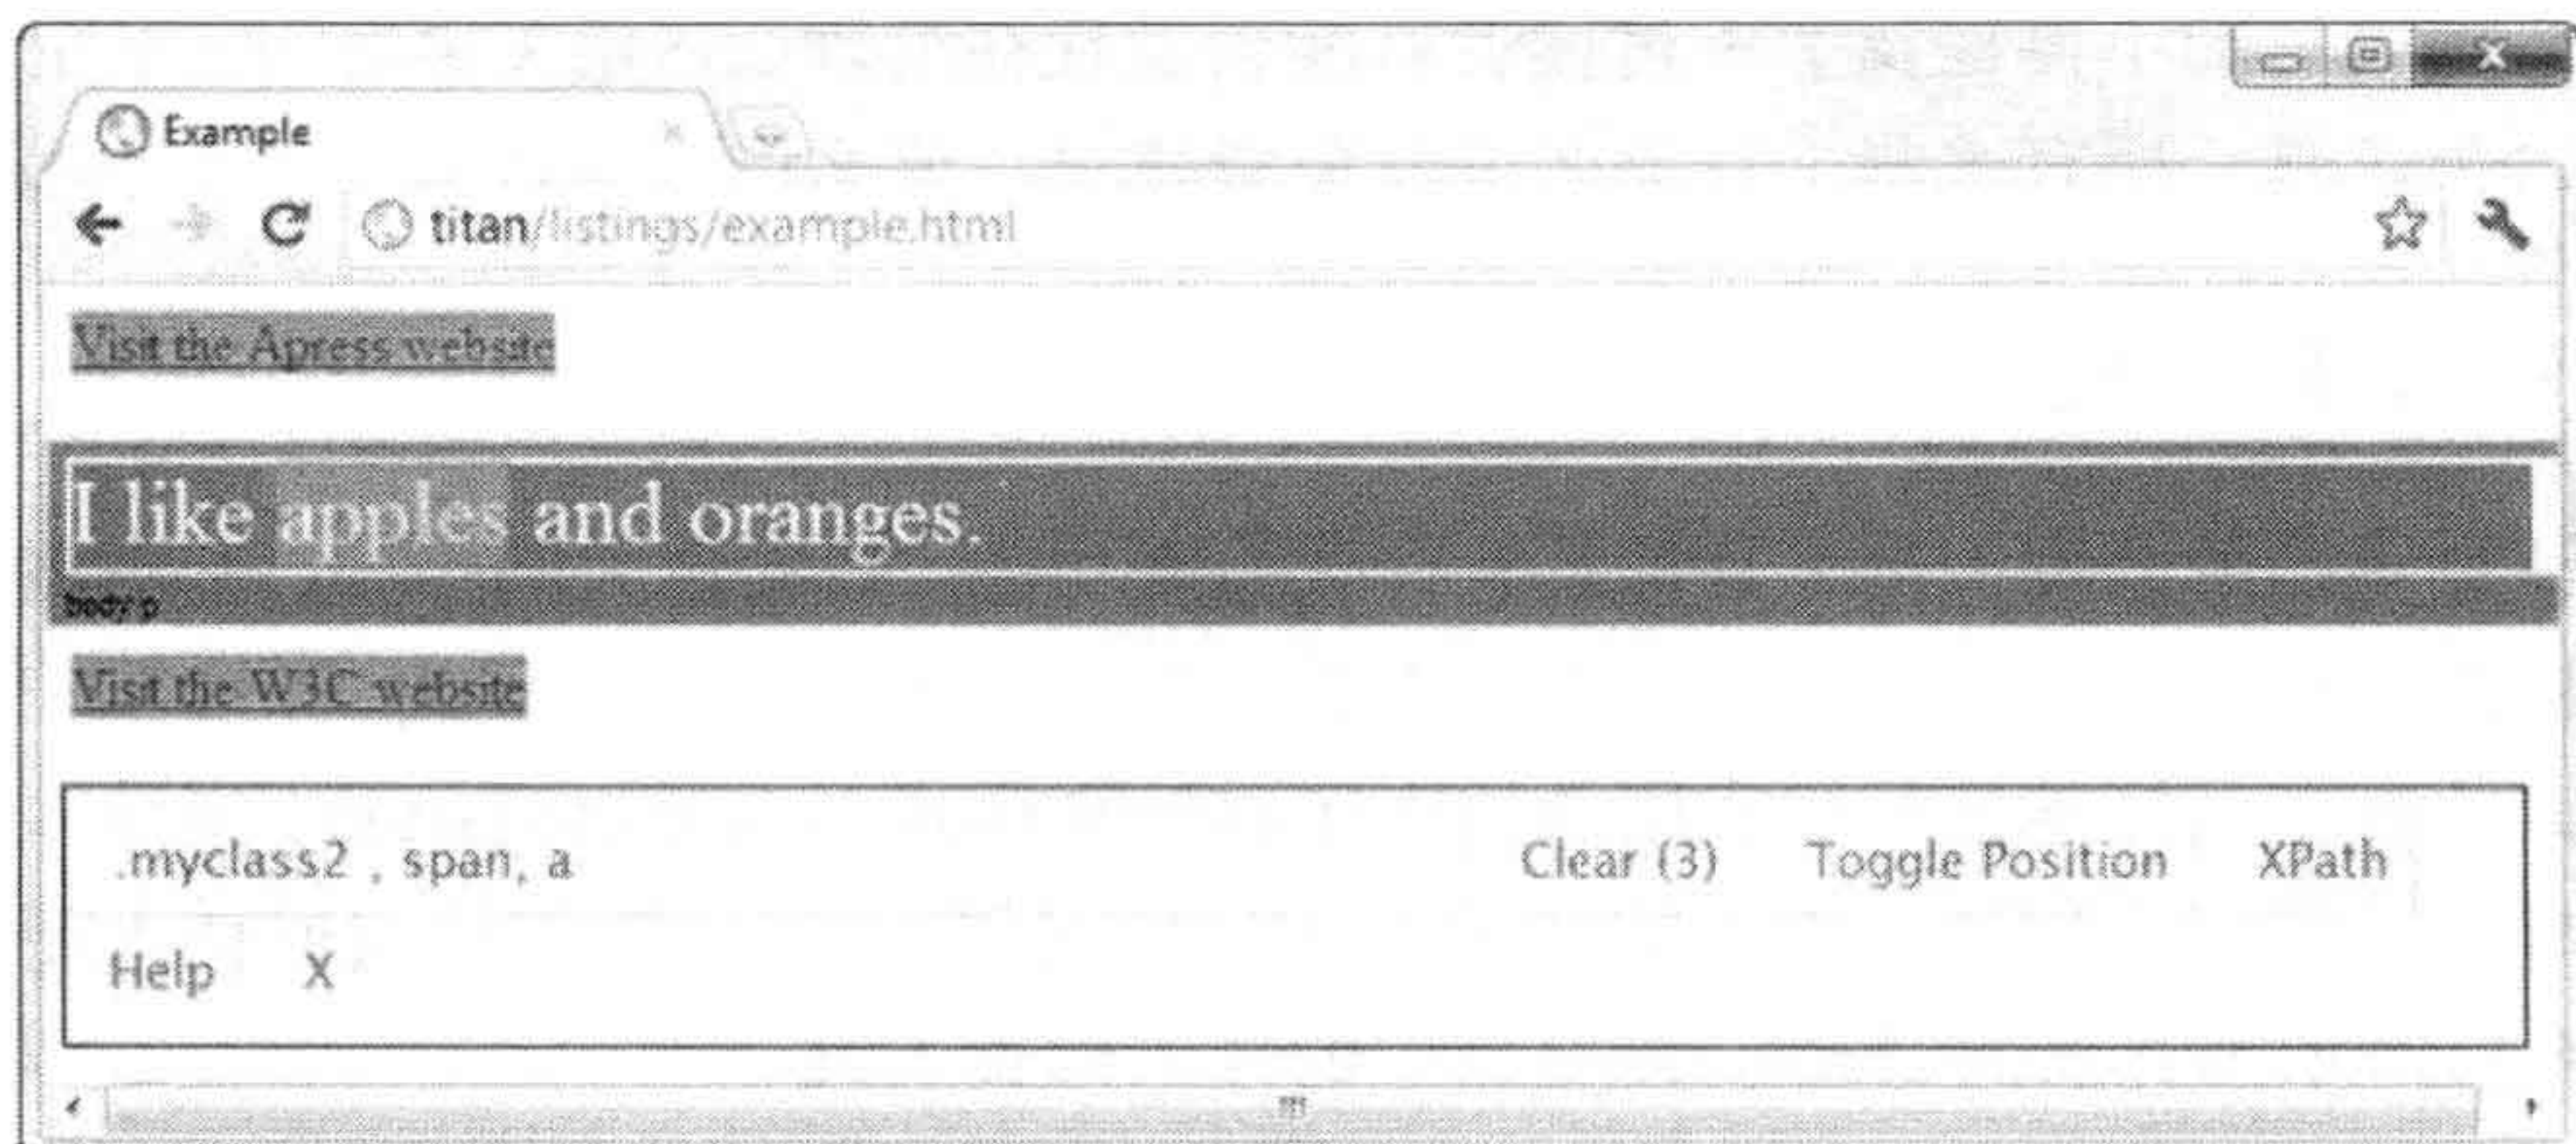 Example
titan/listings/example.html
Visit the Apress website
I like apples and oranges.
body p
Visit the W3C website
.myclass2 , span, a Clear (3) Toggle Position XPath
Help X